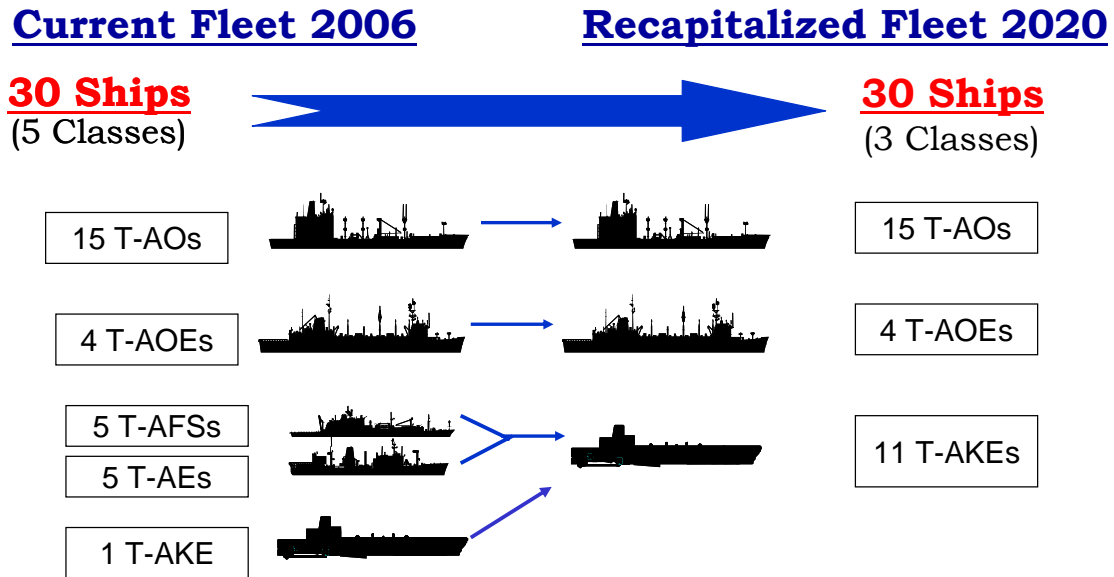 Current Fleet 2006
Recapitalized Fleet 2020
30 Ships
(5 Classes)
30 Ships
(3 Classes)
15 T-AOs
15 T-AOs
4 T-AOEs
4 T-AOEs
5 T-AFSs
5 T-AEs
11 T-AKEs
1 T-AKE